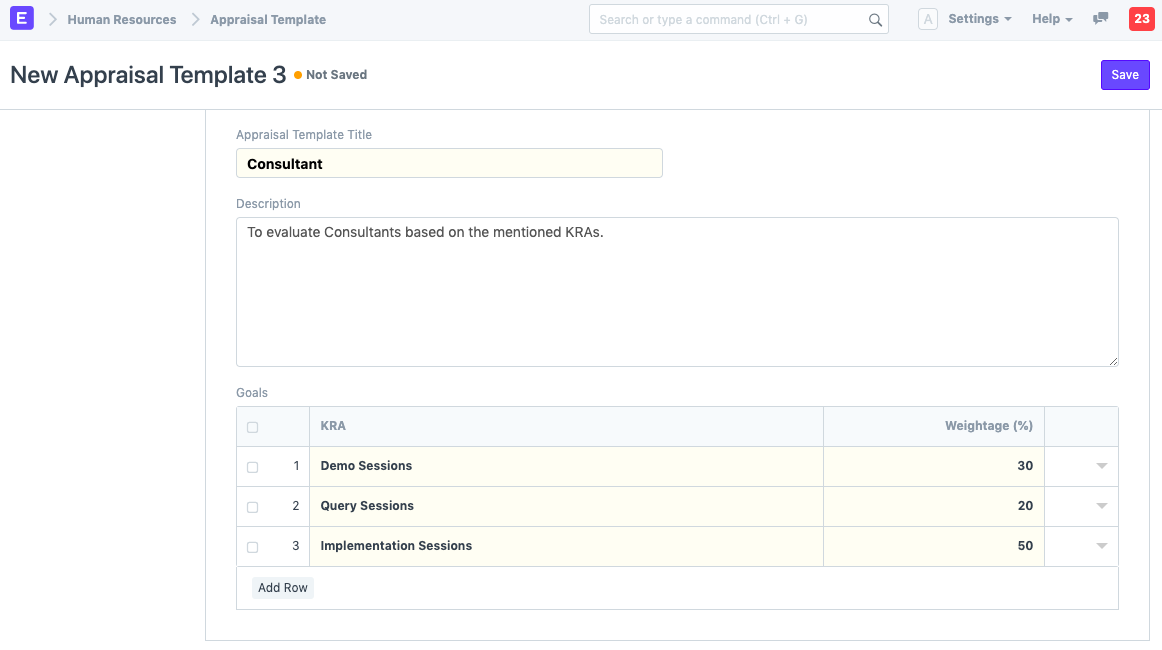 E Human Resources Appraisal Template Search or type a command (Ctrl + G) A Settings Help 23
New Appraisal Template 3 Not Saved Save
Appraisal Template Title
Consultant
Description
To evaluate Consultants based on the mentioned KRAs.
Goals
KRA Weightage (%)
1 Demo Sessions 30
2 Query Sessions 20
3 Implementation Sessions 50
Add Row